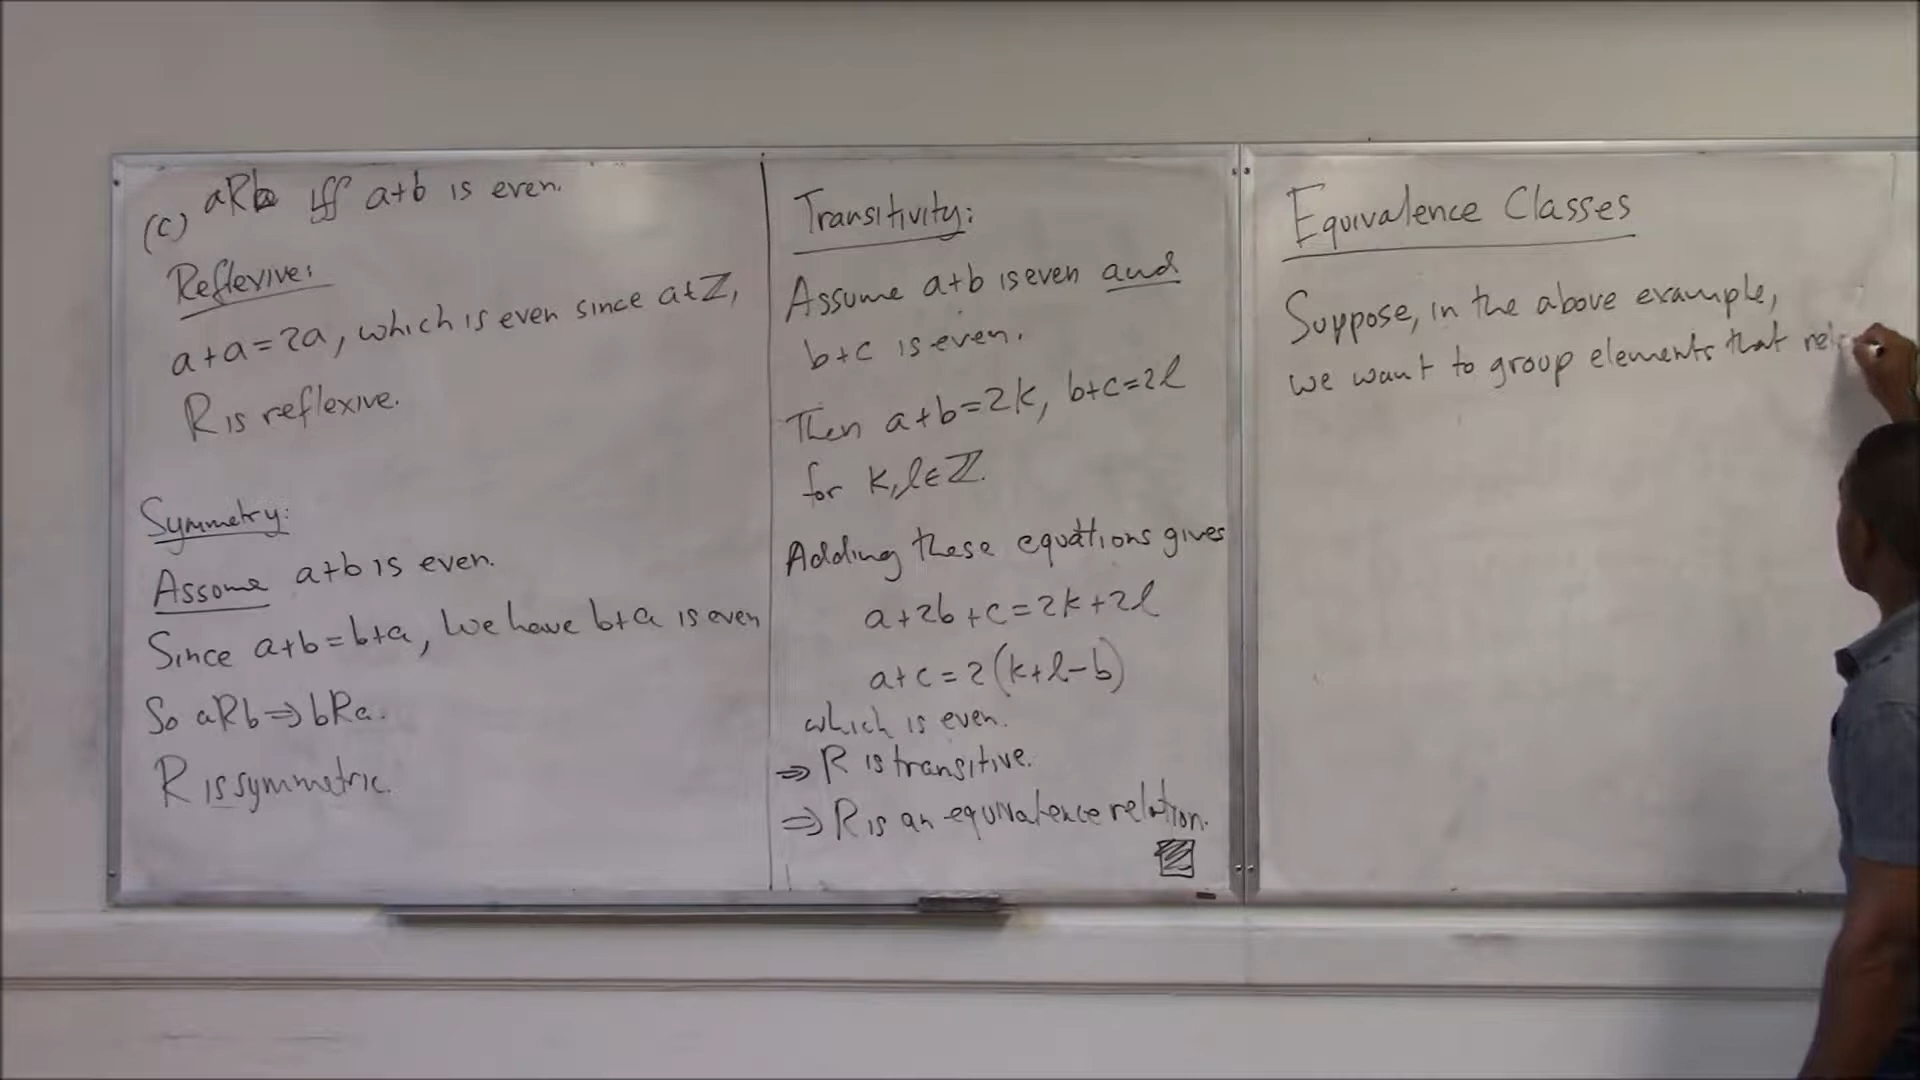 (c) aRb iff a+b is even.
Reflexive:
a+a=2a, which is even since a∈ℤ,
R is reflexive.
Symmetry:
Assume a+b is even.
Since a+b=b+a, we have b+a is even
So aRb⇒bRa.
R is symmetric.
Transitivity:
Assume a+b is even and
b+c is even.
Then a+b=2k, b+c=2l
for k,l∈ℤ.
Adding these equations gives
a+2b+c=2k+2l
a+c=2(k+l-b)
which is even.
⇒ R is transitive.
⇒ R is an equivalence relation.
Equivalence Classes
Suppose, in the above example,
we want to group elements that